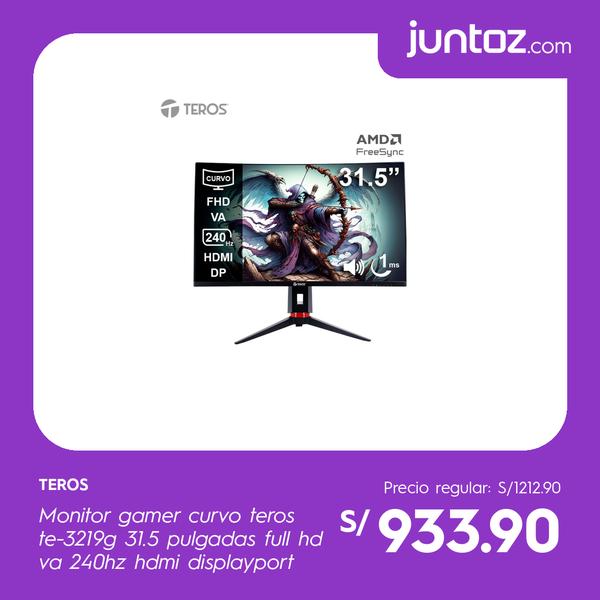 juntoz.com
TEROS
AMD
FreeSync
CURVO
31.5”
FHD
VA
240Hz
HDMI
DP
1ms
TEROS
TEROS
Precio regular: S/1212.90
Monitor gamer curvo teros
te-3219g 31.5 pulgadas full hd
va 240hz hdmi displayport
S/ 933.90